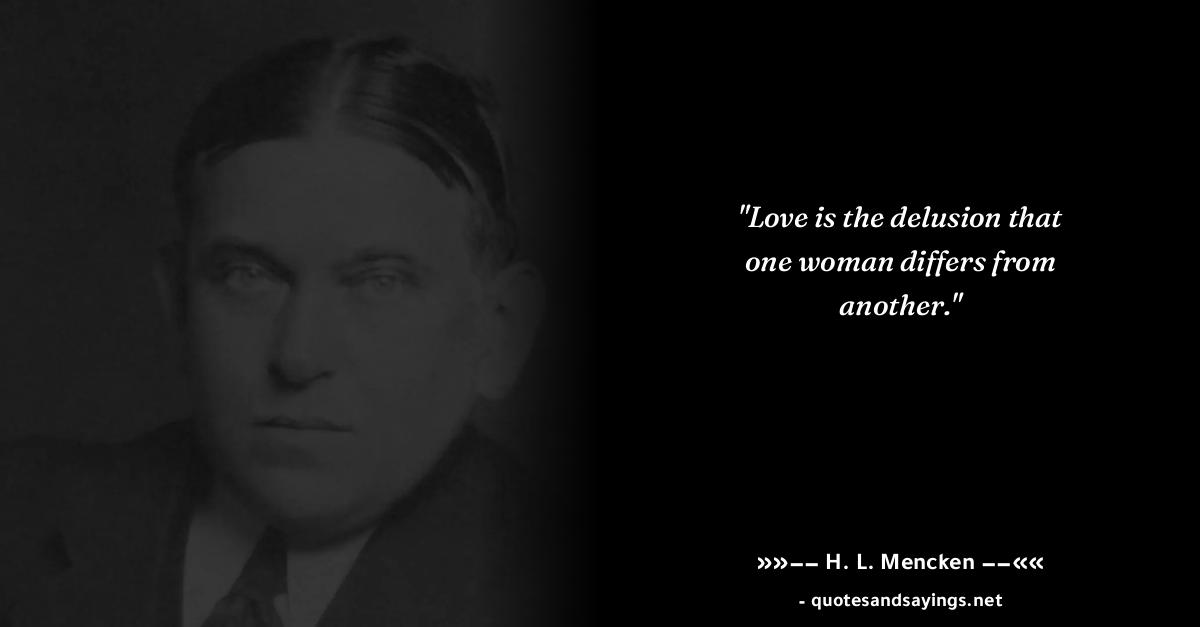 "Love is the delusion that
one woman differs from
another."
»»−− H. L. Mencken −−««
- quotesandsayings.net